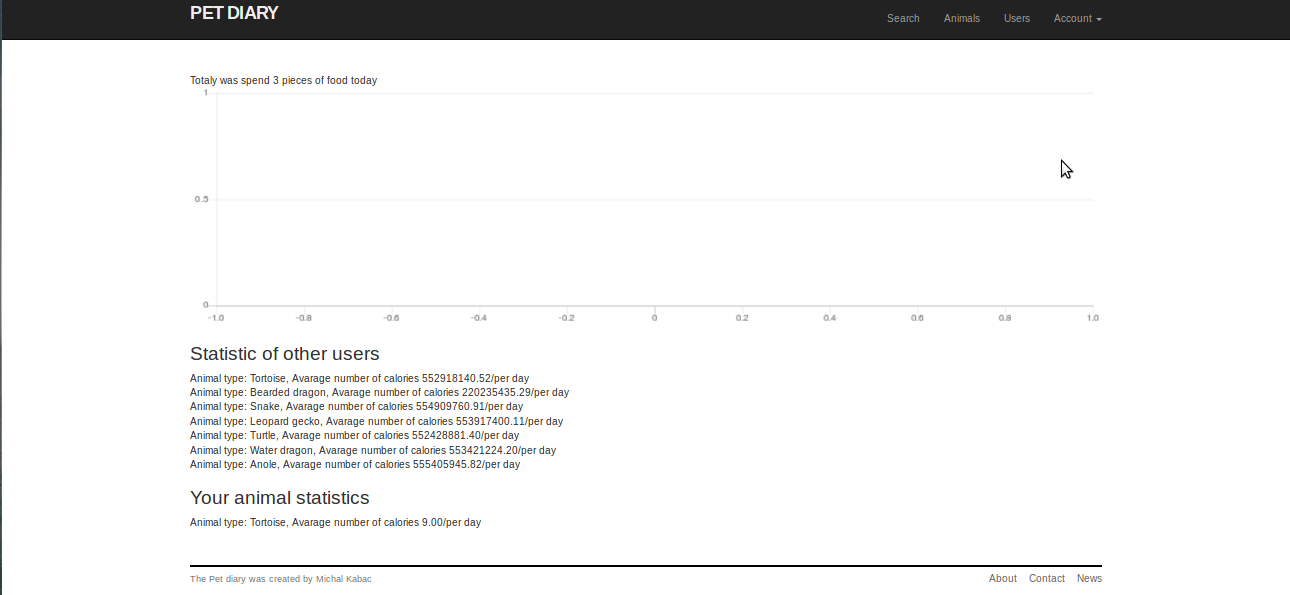 PET DIARY
Search Animals Users Account
Totaly was spend 3 pieces of food today
1
0.5
0
-1.0 -0.8 -0.6 -0.4 -0.2 0 0.2 0.4 0.6 0.8 1.0
Statistic of other users
Animal type: Tortoise, Avarage number of calories 552918140.52/per day
Animal type: Bearded dragon, Avarage number of calories 220235435.29/per day
Animal type: Snake, Avarage number of calories 554909760.91/per day
Animal type: Leopard gecko, Avarage number of calories 553917400.11/per day
Animal type: Turtle, Avarage number of calories 552428881.40/per day
Animal type: Water dragon, Avarage number of calories 553421224.20/per day
Animal type: Anole, Avarage number of calories 555405945.82/per day
Your animal statistics
Animal type: Tortoise, Avarage number of calories 9.00/per day
The Pet diary was created by Michal Kabac
About Contact News